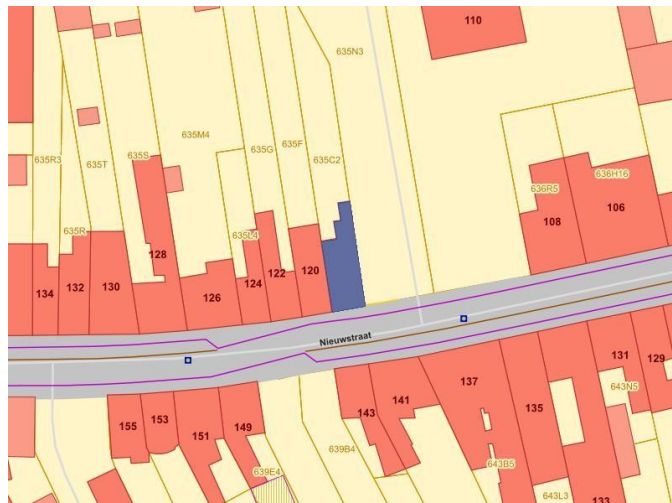 110
635N3
635R3
635T
635S
635M4
635G
635F
635C2
636R5
636H16
635R
635L4
134
132
130
128
126
124
122
120
108
106
Nieuwstraat
155
153
151
149
143
141
137
135
131
129
643N5
639E4
639B4
643B5
643L3
133